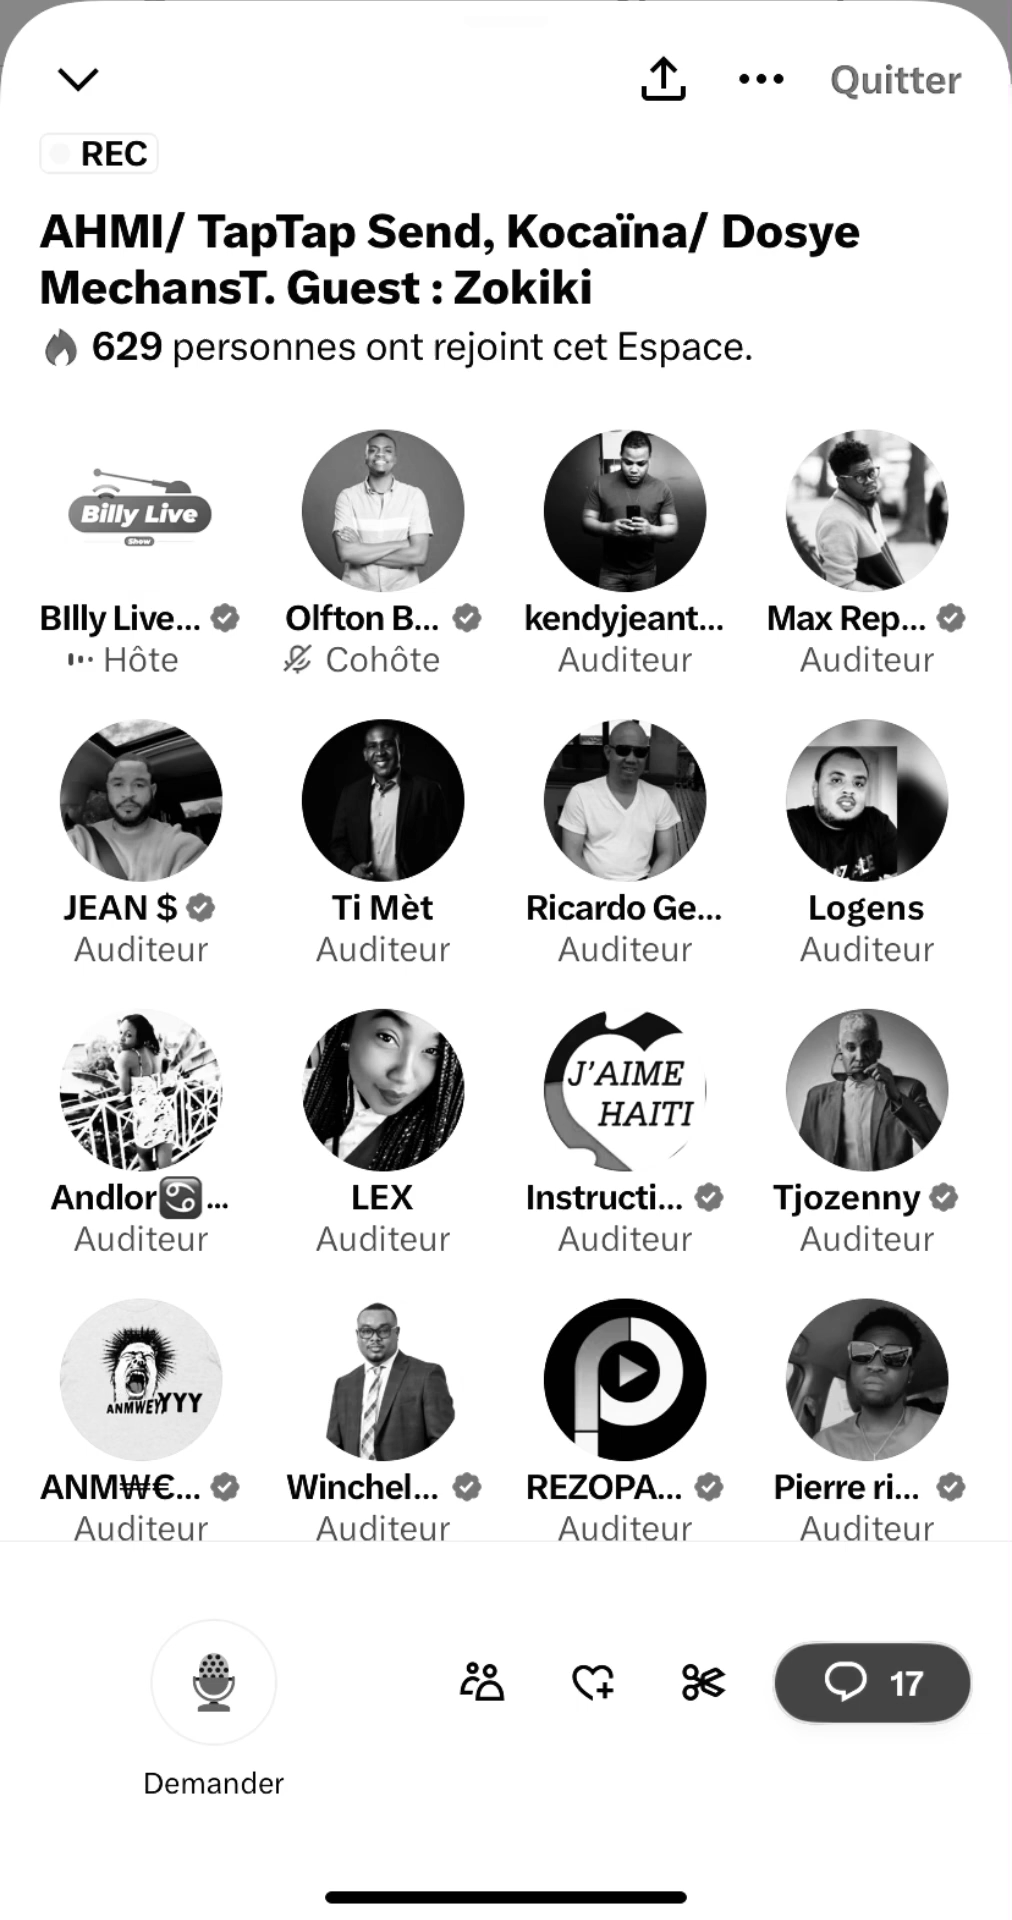 Quitter
REC
AHMI/ TapTap Send, Kocaïna/ Dosye
MechansT. Guest : Zokiki
629 personnes ont rejoint cet Espace.
Billy Live
Show
BIlly Live...
Olfton B...
kendyjeant...
Max Rep...
Hôte
Cohôte
Auditeur
Auditeur
JEAN $
Ti Mèt
Ricardo Ge...
Logens
Auditeur
Auditeur
Auditeur
Auditeur
J'AIME
HAITI
Andlor♋...
LEX
Instructi...
Tjozenny
Auditeur
Auditeur
Auditeur
Auditeur
ANMWEYYYY
ANM₩€...
Winchel...
REZOPA...
Pierre ri...
Auditeur
Auditeur
Auditeur
Auditeur
17
Demander